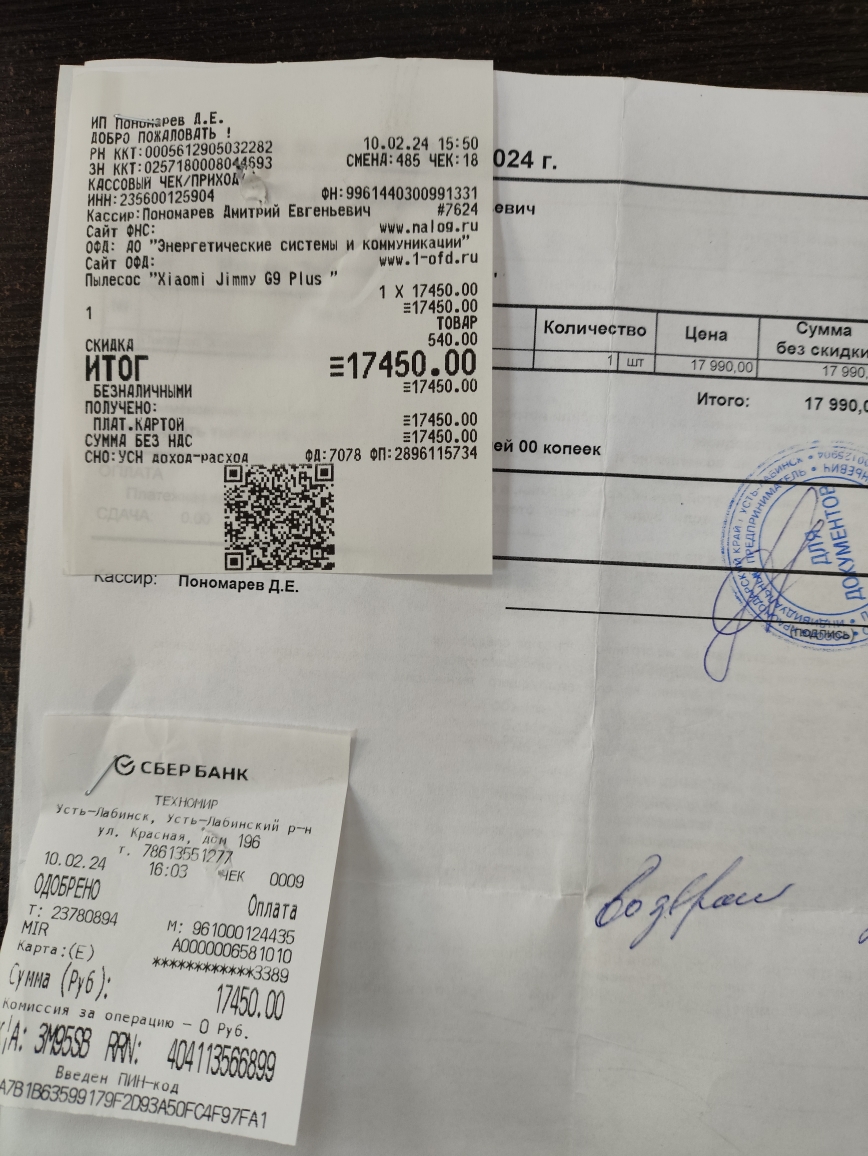 ИП Пономарев Д.Е.
ДОБРО ПОЖАЛОВАТЬ !
РН ККТ:0005612905032282 10.02.24 15:50
ЗН ККТ:0257180008044693 СМЕНА:485 ЧЕК:18
КАССОВЫЙ ЧЕК/ПРИХОД
ИНН:235600125904 ФН:9961440300991331
Кассир:Пономарев Дмитрий Евгеньевич #7624
Сайт ФНС: www.nalog.ru
ОФД: АО "Энергетические системы и коммуникации"
Сайт ОФД: www.1-ofd.ru
Пылесос "Xiaomi Jimmy G9 Plus "
1 X 17450.00
1 ≡17450.00
ТОВАР
СКИДКА 540.00
ИТОГ ≡17450.00
БЕЗНАЛИЧНЫМИ ≡17450.00
ПОЛУЧЕНО:
ПЛАТ.КАРТОЙ ≡17450.00
СУММА БЕЗ НДС ≡17450.00
СНО:УСН доход-расход ФД:7078 ФП:2896115734
024 г.
евич
Количество Цена Сумма
без скидки
1 шт 17 990,00 17 990,
Итого: 17 990,0
ей 00 копеек
ОПЛАТА
СДАЧА 0.00
Кассир: Пономарев Д.Е.
ДЛЯ
ДОКУМЕНТОВ
(подпись)
СБЕР БАНК
ТЕХНОМИР
Усть-Лабинск, Усть-Лабинский р-н
ул. Красная, дом 196
т. 78613551277
10.02.24 16:03 ЧЕК 0009
ОДОБРЕНО Оплата
Т: 23780894 М: 961000124435
MIR A0000006581010
Карта:(E) ************3389
Сумма (Руб): 17450.00
Комиссия за операцию – 0 Руб.
К/А: 3M95SB RRN: 404113566899
Введен ПИН-код
A7B1B63599179F2D93A50FC4F97FA1
возврат